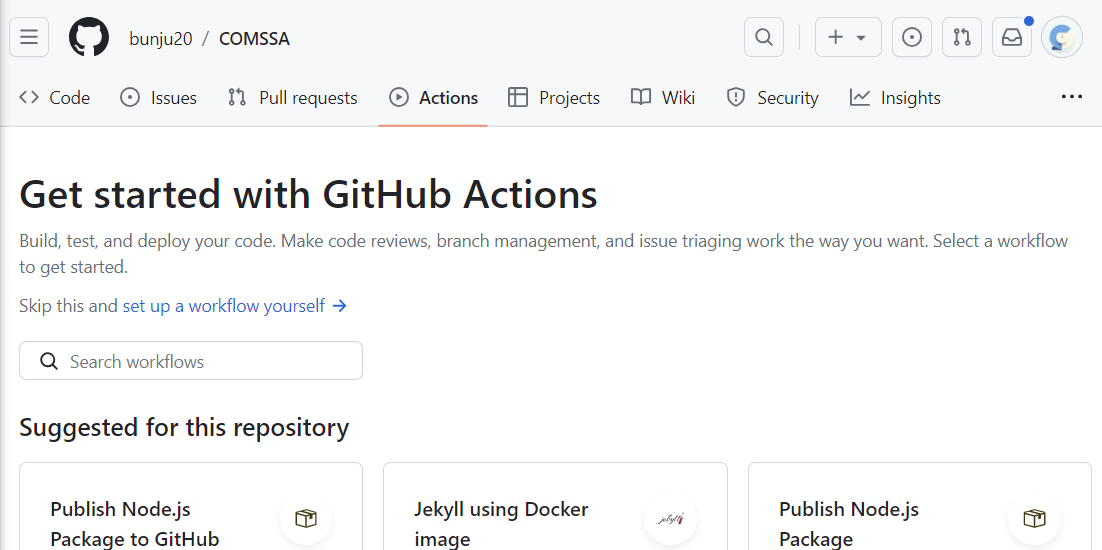 bunju20 / COMSSA
Code Issues Pull requests Actions Projects Wiki Security Insights
Get started with GitHub Actions
Build, test, and deploy your code. Make code reviews, branch management, and issue triaging work the way you want. Select a workflow
to get started.
Skip this and set up a workflow yourself →
Search workflows
Suggested for this repository
Publish Node.js
Package to GitHub
Jekyll using Docker
image
jekyll
Publish Node.js
Package